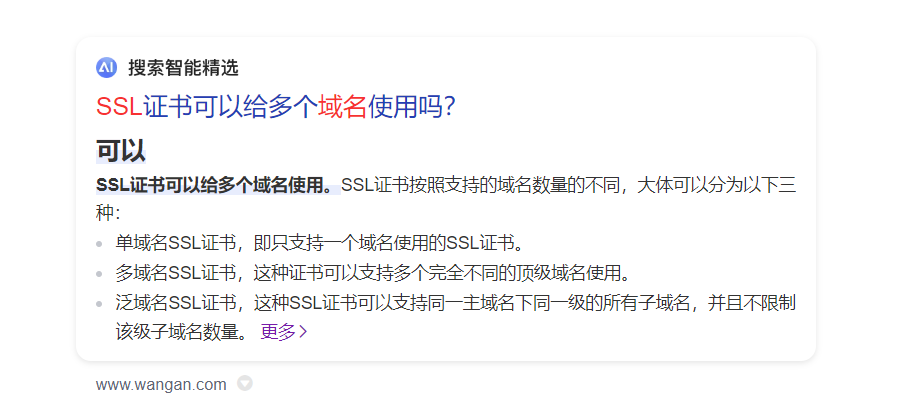 AI 搜索智能精选
SSL证书可以给多个域名使用吗？
可以
SSL证书可以给多个域名使用。SSL证书按照支持的域名数量的不同，大体可以分为以下三
种：
单域名SSL证书，即只支持一个域名使用的SSL证书。
多域名SSL证书，这种证书可以支持多个完全不同的顶级域名使用。
泛域名SSL证书，这种SSL证书可以支持同一主域名下同一级的所有子域名，并且不限制
该级子域名数量。 更多>
www.wangan.com